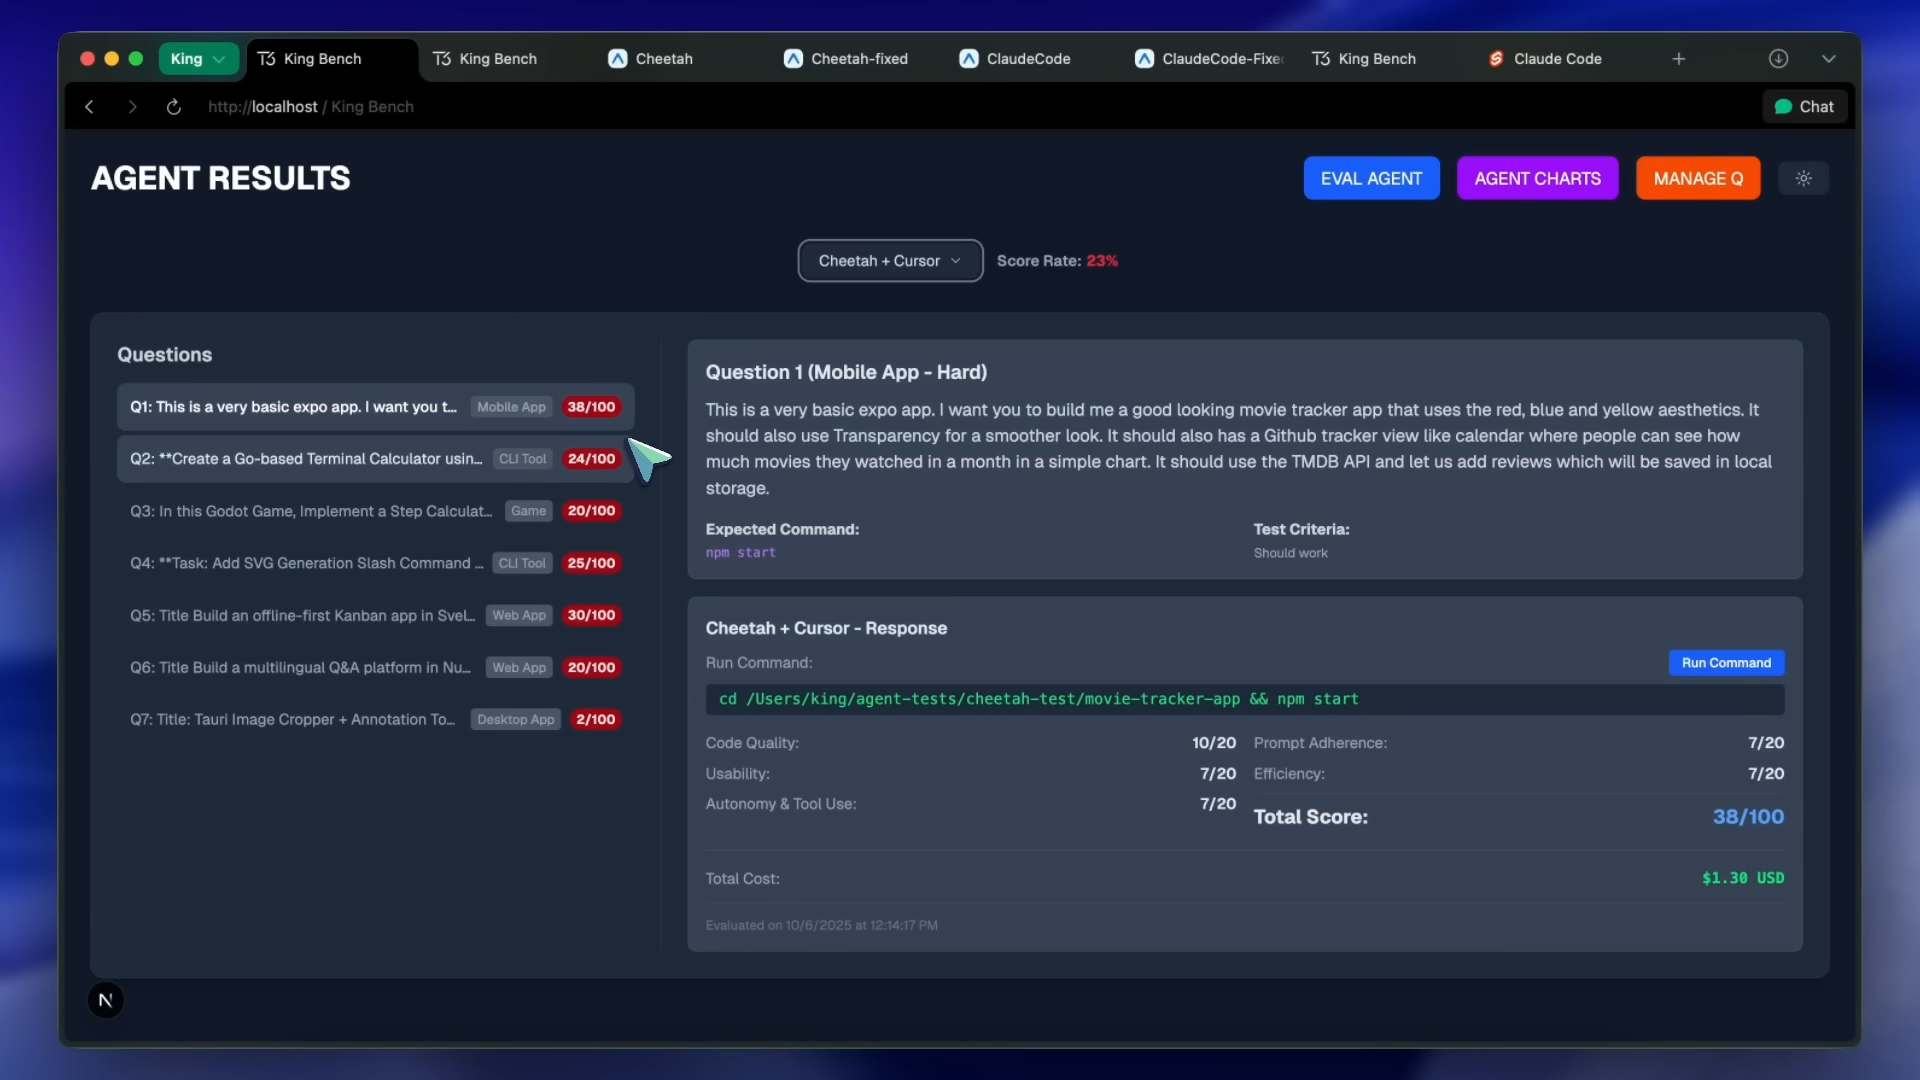 King
King Bench
King Bench
Cheetah
Cheetah-fixed
ClaudeCode
ClaudeCode-Fixe
King Bench
Claude Code
http://localhost / King Bench
Chat
AGENT RESULTS
EVAL AGENT
AGENT CHARTS
MANAGE Q
Cheetah + Cursor
Score Rate: 23%
Questions
Q1: This is a very basic expo app. I want you t... Mobile App 38/100
Q2: **Create a Go-based Terminal Calculator usin... CLI Tool 24/100
Q3: In this Godot Game, Implement a Step Calculat... Game 20/100
Q4: **Task: Add SVG Generation Slash Command ... CLI Tool 25/100
Q5: Title Build an offline-first Kanban app in Svel... Web App 30/100
Q6: Title Build a multilingual Q&A platform in Nu... Web App 20/100
Q7: Title: Tauri Image Cropper + Annotation To... Desktop App 2/100
Question 1 (Mobile App - Hard)
This is a very basic expo app. I want you to build me a good looking movie tracker app that uses the red, blue and yellow aesthetics. It
should also use Transparency for a smoother look. It should also has a Github tracker view like calendar where people can see how
much movies they watched in a month in a simple chart. It should use the TMDB API and let us add reviews which will be saved in local
storage.
Expected Command:
npm start
Test Criteria:
Should work
Cheetah + Cursor - Response
Run Command:
Run Command
cd /Users/king/agent-tests/cheetah-test/movie-tracker-app && npm start
Code Quality: 10/20
Prompt Adherence: 7/20
Usability: 7/20
Efficiency: 7/20
Autonomy & Tool Use: 7/20
Total Score: 38/100
Total Cost: $1.30 USD
Evaluated on 10/6/2025 at 12:14:17 PM
N